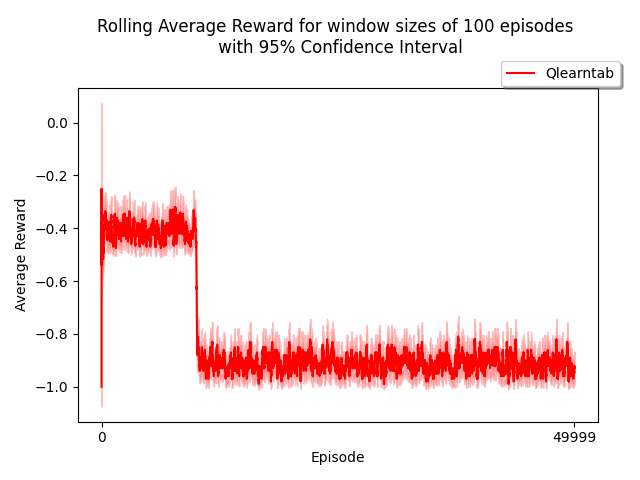 Rolling Average Reward for window sizes of 100 episodes
with 95% Confidence Interval
Qlearntab
0.0
−0.2
−0.4
−0.6
−0.8
−1.0
Average Reward
0
49999
Episode